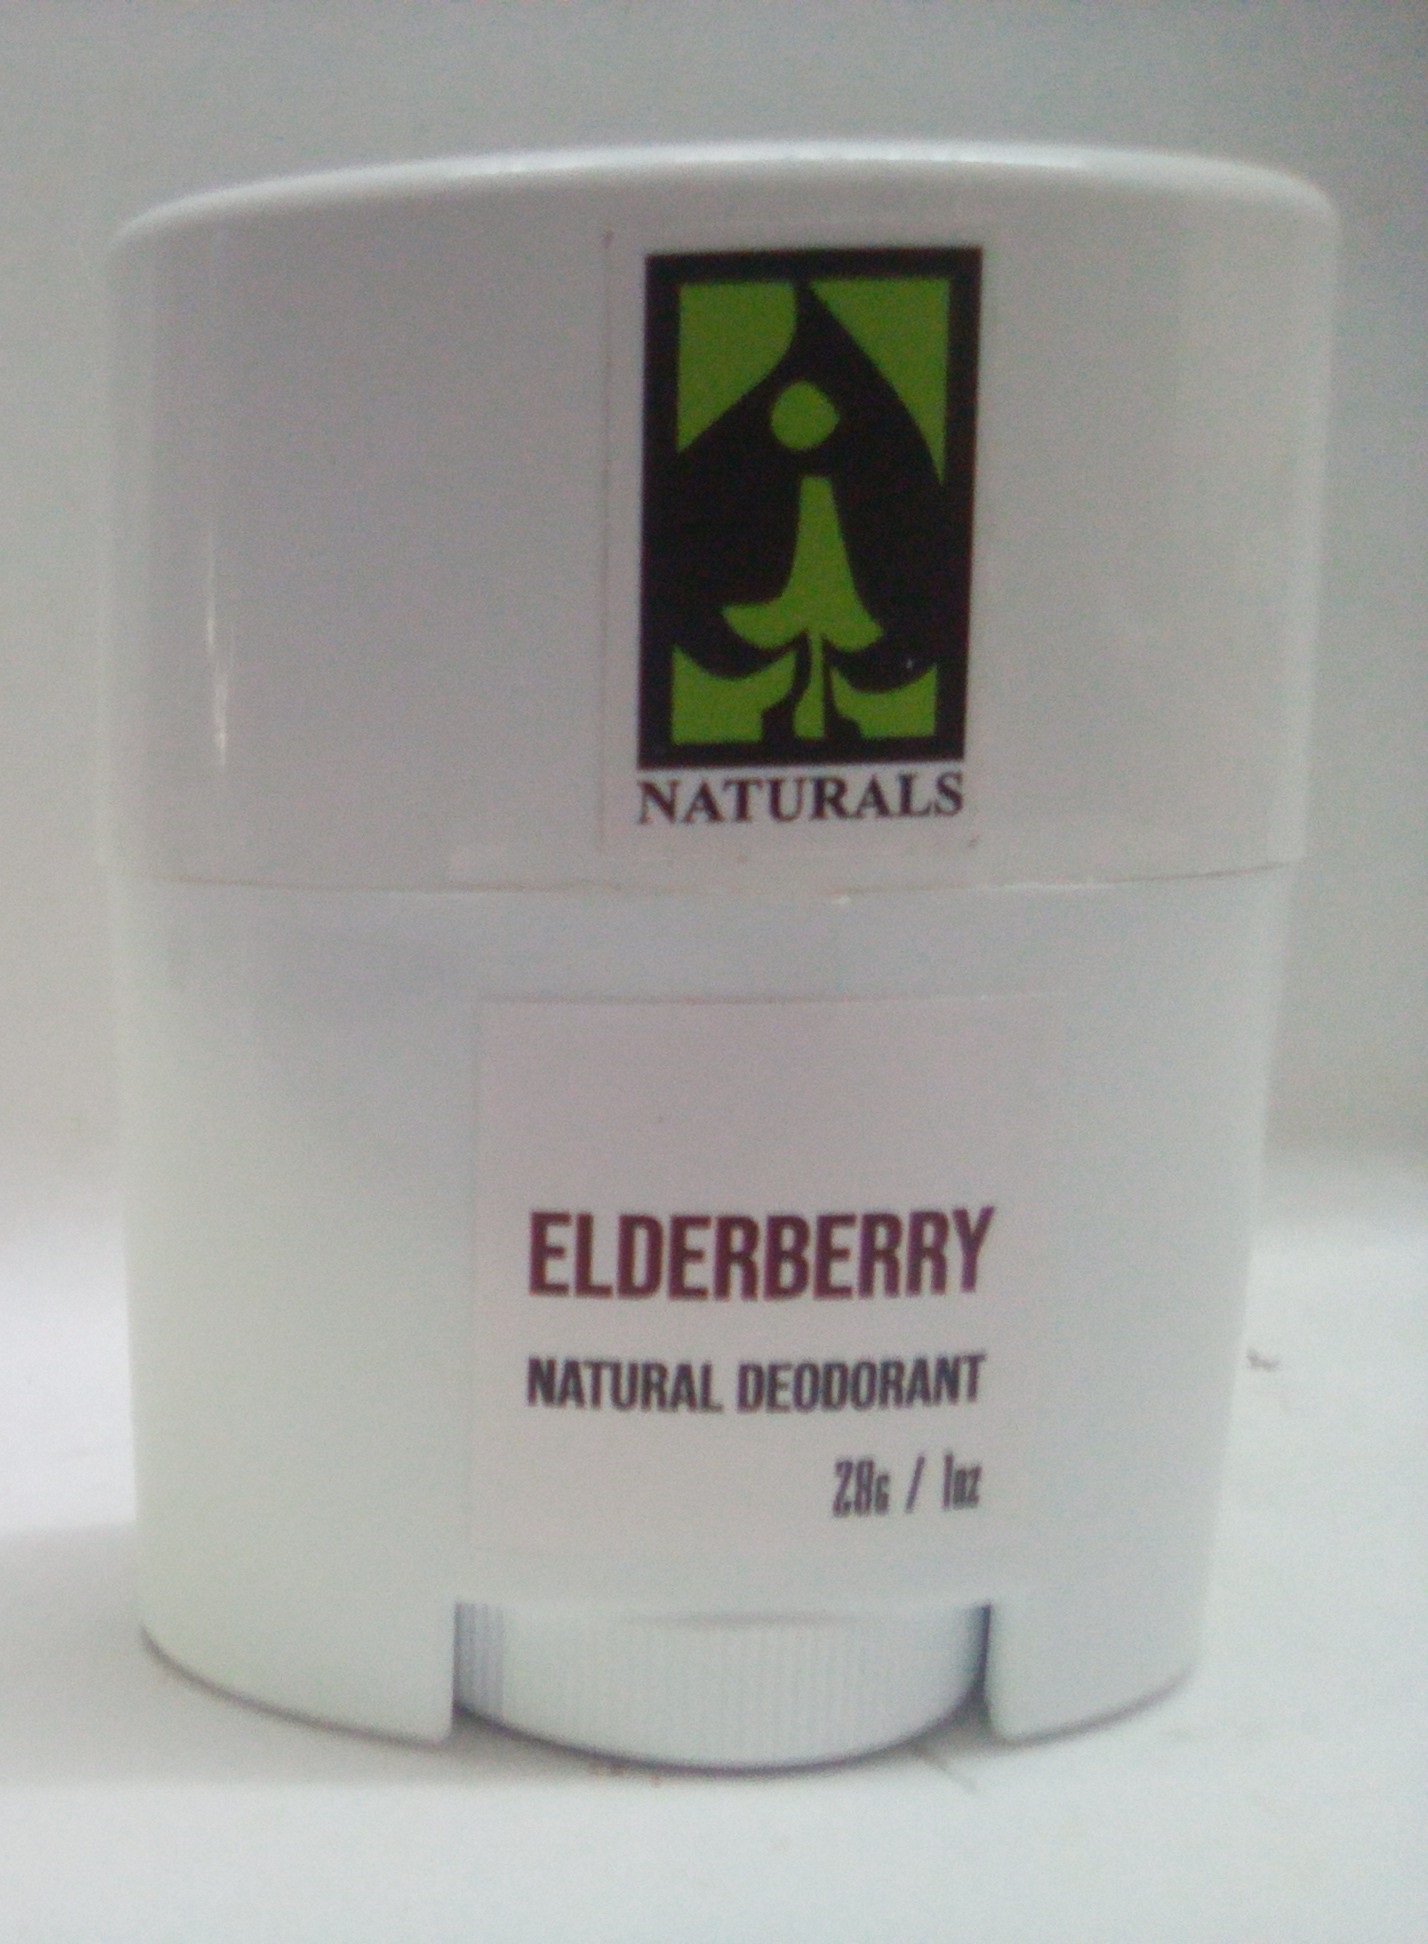 NATURALS
ELDERBERRY
NATURAL DEODORANT
28G / 1oz